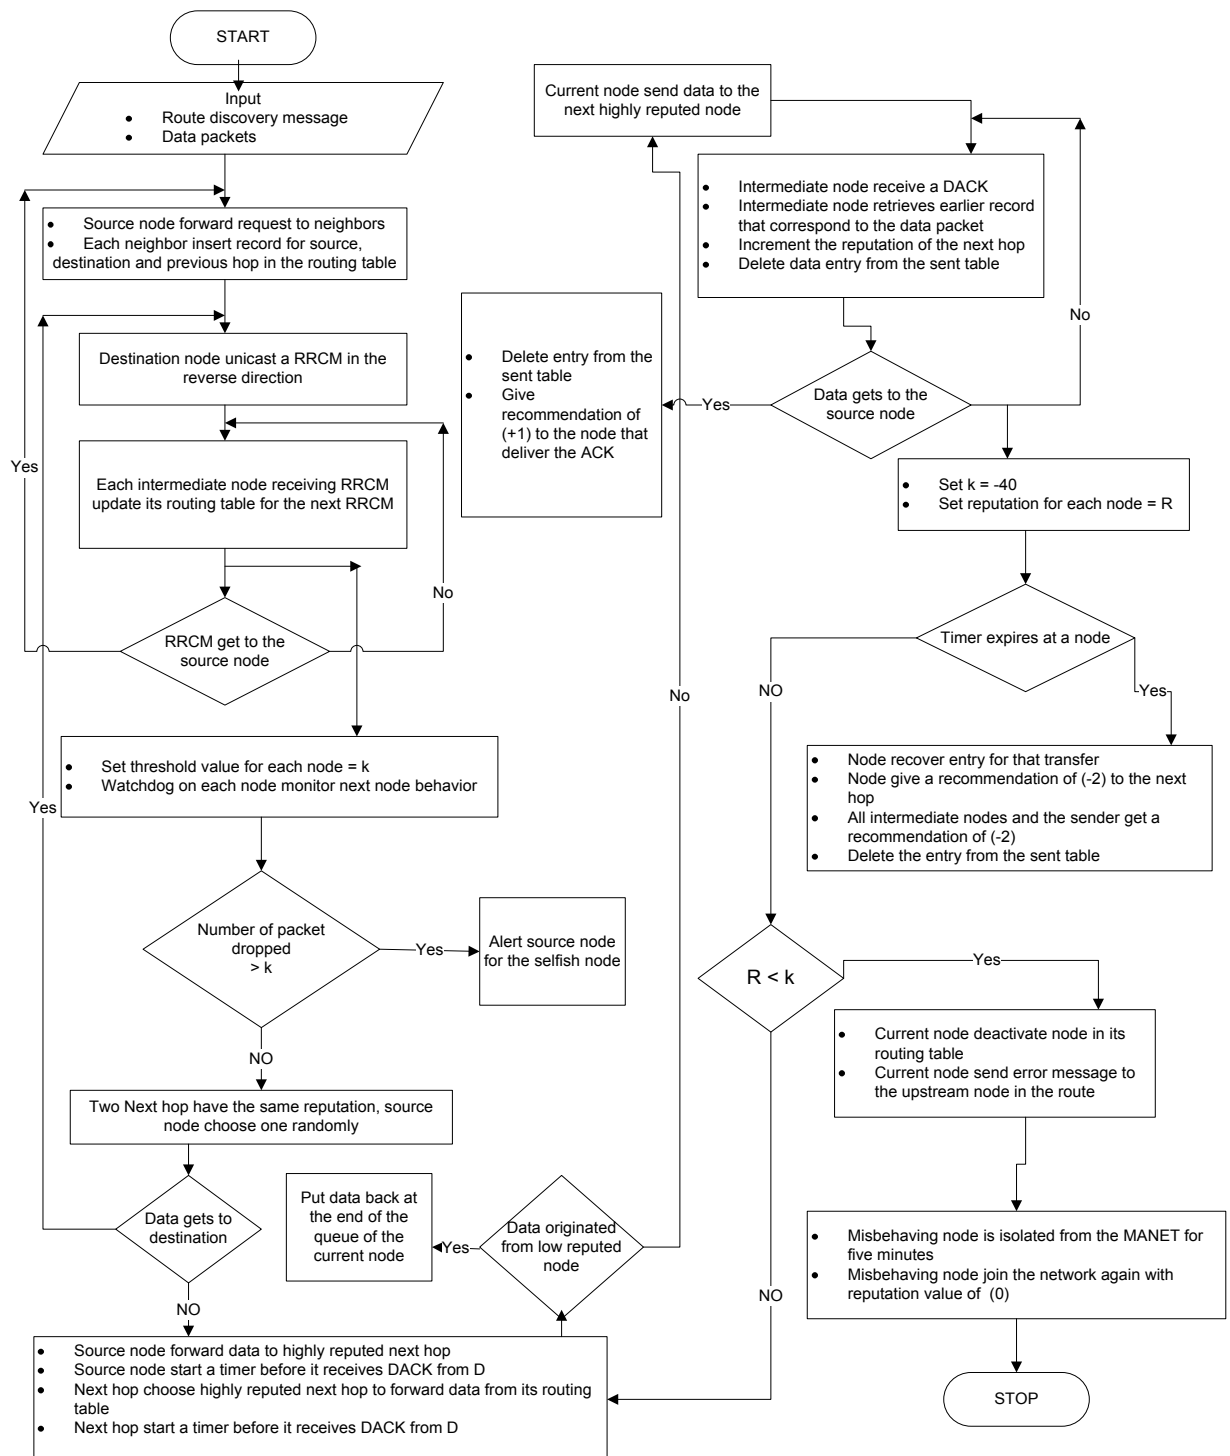 START
Input
• Route discovery message
• Data packets
• Source node forward request to neighbors
• Each neighbor insert record for source,
destination and previous hop in the routing table
Destination node unicast a RRCM in the
reverse direction
Yes
Each intermediate node receiving RRCM
update its routing table for the next RRCM
No
RRCM get to the
source node
• Set threshold value for each node = k
• Watchdog on each node monitor next node behavior
Yes
Number of packet
dropped
> k
Yes
Alert source node
for the selfish node
NO
Two Next hop have the same reputation, source
node choose one randomly
Data gets to
destination
NO
• Source node forward data to highly reputed next hop
• Source node start a timer before it receives DACK from D
• Next hop choose highly reputed next hop to forward data from its routing
table
• Next hop start a timer before it receives DACK from D
Data originated
from low reputed
node
Yes
Put data back at
the end of the
queue of the
current node
No
Current node send data to the
next highly reputed node
• Intermediate node receive a DACK
• Intermediate node retrieves earlier record
that correspond to the data packet
• Increment the reputation of the next hop
• Delete data entry from the sent table
No
Data gets to the
source node
Yes
• Delete entry from the
sent table
• Give
recommendation of
(+1) to the node that
deliver the ACK
• Set k = -40
• Set reputation for each node = R
Timer expires at a node
NO
Yes
• Node recover entry for that transfer
• Node give a recommendation of (-2) to the next
hop
• All intermediate nodes and the sender get a
recommendation of (-2)
• Delete the entry from the sent table
R < k
Yes
• Current node deactivate node in its
routing table
• Current node send error message to
the upstream node in the route
NO
• Misbehaving node is isolated from the MANET for
five minutes
• Misbehaving node join the network again with
reputation value of (0)
STOP